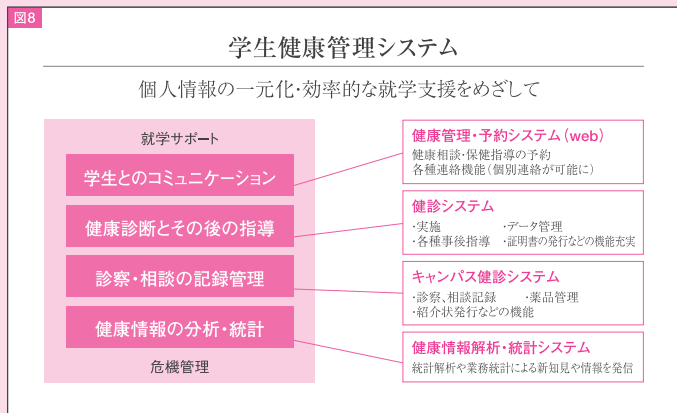 図8
学生健康管理システム
個人情報の一元化・効率的な就学支援をめざして
就学サポート
学生とのコミュニケーション
健康診断とその後の指導
診察・相談の記録管理
健康情報の分析・統計
危機管理
健康管理・予約システム（web）
健康相談・保健指導の予約
各種連絡機能（個別連絡が可能に）
健診システム
・実施 ・データ管理
・各種事後指導 ・証明書の発行などの機能充実
キャンパス健診システム
・診察、相談記録 ・薬品管理
・紹介状発行などの機能
健康情報解析・統計システム
統計解析や業務統計による新知見や情報を発信